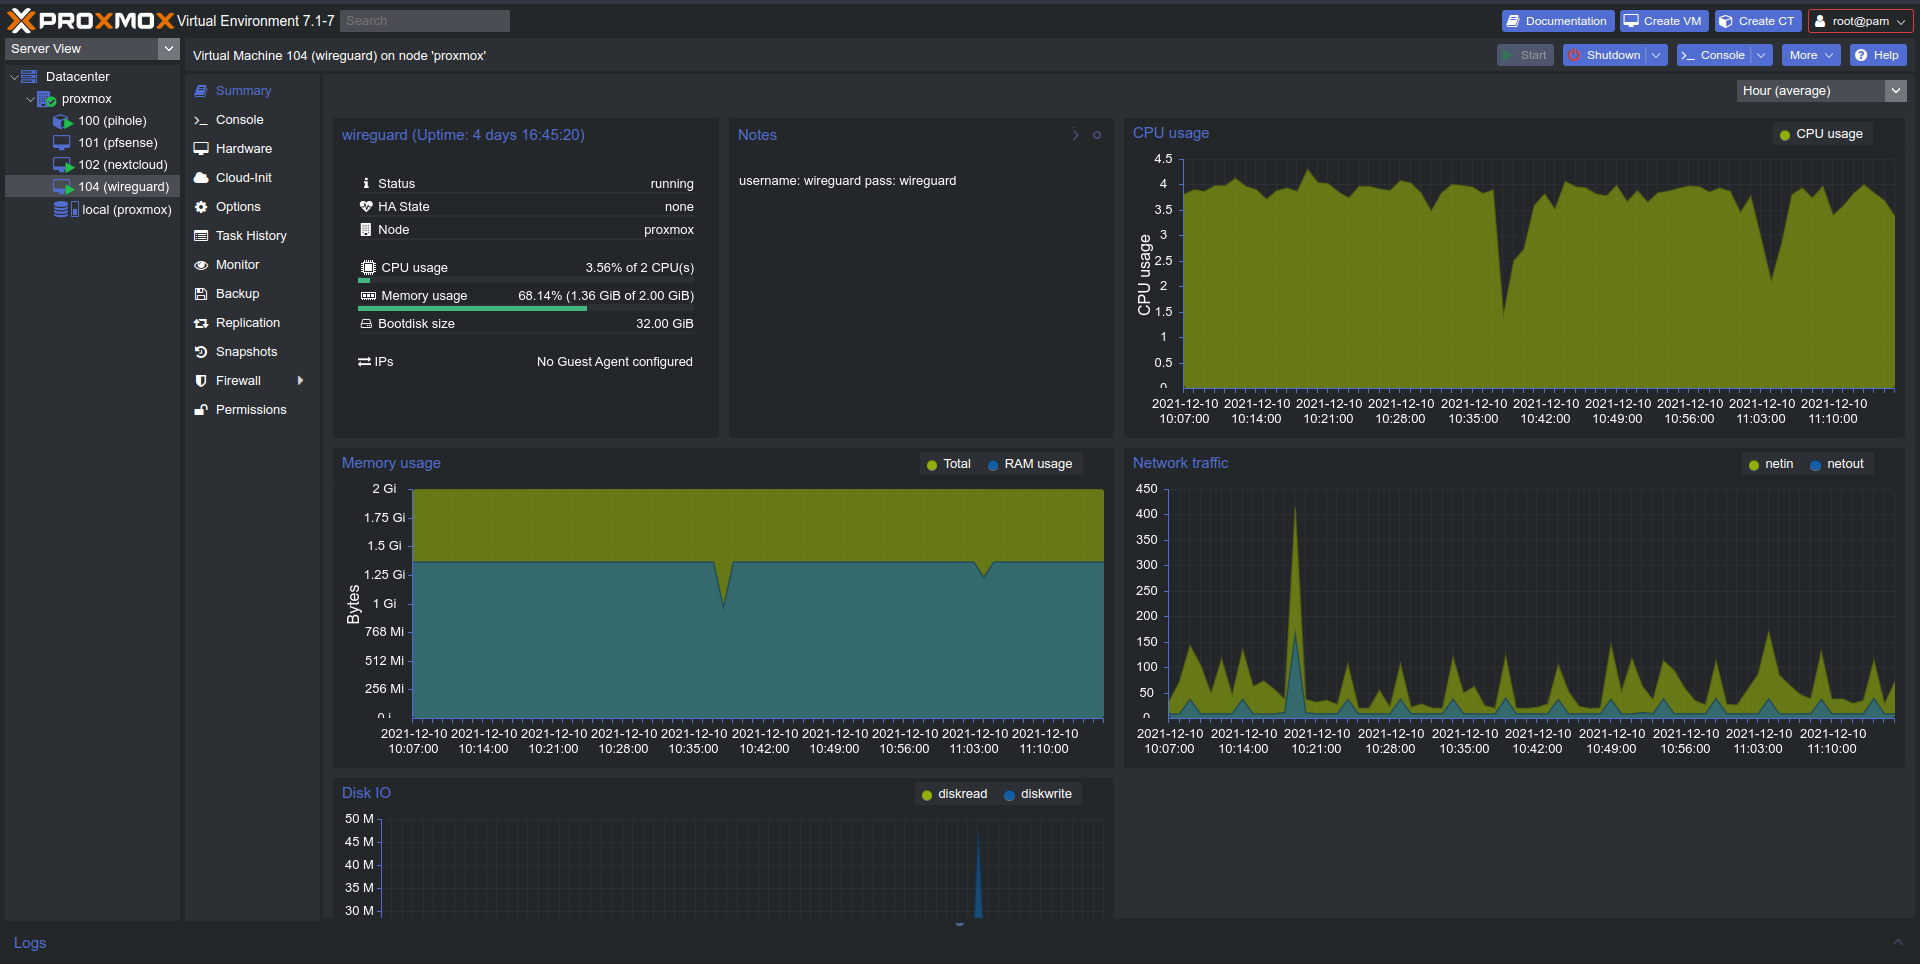 PROXMOX Virtual Environment 7.1-7 Search Documentation Create VM Create CT root@pam
Server View
Virtual Machine 104 (wireguard) on node 'proxmox' Start Shutdown Console More Help
Datacenter
proxmox
100 (pihole)
101 (pfsense)
102 (nextcloud)
104 (wireguard)
local (proxmox)
Summary
Console
Hardware
Cloud-Init
Options
Task History
Monitor
Backup
Replication
Snapshots
Firewall
Permissions
Hour (average)
wireguard (Uptime: 4 days 16:45:20)
Status running
HA State none
Node proxmox
CPU usage 3.56% of 2 CPU(s)
Memory usage 68.14% (1.36 GiB of 2.00 GiB)
Bootdisk size 32.00 GiB
IPs No Guest Agent configured
Notes
username: wireguard pass: wireguard
CPU usage
CPU usage
4.5
4
3.5
3
2.5
2
1.5
1
0.5
0
CPU usage
2021-12-10 2021-12-10 2021-12-10 2021-12-10 2021-12-10 2021-12-10 2021-12-10 2021-12-10 2021-12-10 2021-12-10
10:07:00 10:14:00 10:21:00 10:28:00 10:35:00 10:42:00 10:49:00 10:56:00 11:03:00 11:10:00
Memory usage
Total RAM usage
2 Gi
1.75 Gi
1.5 Gi
1.25 Gi
1 Gi
768 Mi
512 Mi
256 Mi
0 i
Bytes
2021-12-10 2021-12-10 2021-12-10 2021-12-10 2021-12-10 2021-12-10 2021-12-10 2021-12-10 2021-12-10 2021-12-10
10:07:00 10:14:00 10:21:00 10:28:00 10:35:00 10:42:00 10:49:00 10:56:00 11:03:00 11:10:00
Network traffic
netin netout
450
400
350
300
250
200
150
100
50
0
2021-12-10 2021-12-10 2021-12-10 2021-12-10 2021-12-10 2021-12-10 2021-12-10 2021-12-10 2021-12-10 2021-12-10
10:07:00 10:14:00 10:21:00 10:28:00 10:35:00 10:42:00 10:49:00 10:56:00 11:03:00 11:10:00
Disk IO
diskread diskwrite
50 M
45 M
40 M
35 M
30 M
Logs